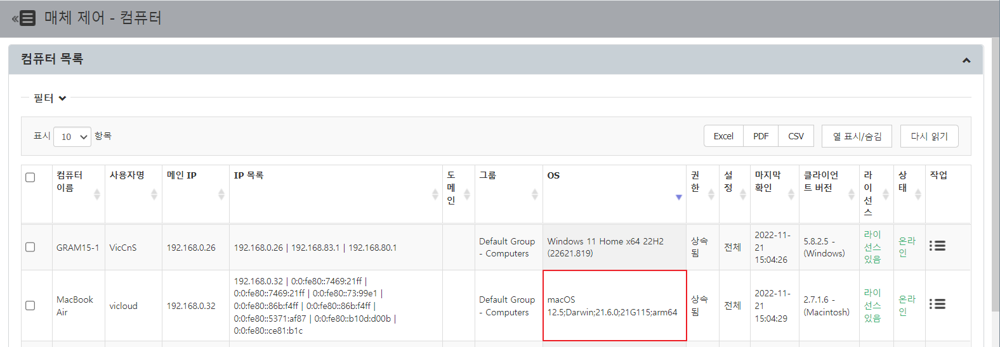 매체 제어 - 컴퓨터
컴퓨터 목록
필터
표시 10 항목
Excel PDF CSV 열 표시/숨김 다시 읽기
컴퓨터 이름 사용자명 메인 IP IP 목록 도메인 그룹 OS 권한 설정 마지막 확인 클라이언트 버전 라이선스 상태 작업
GRAM15-1 VicCnS 192.168.0.26 192.168.0.26 | 192.168.83.1 | 192.168.80.1 Default Group - Computers Windows 11 Home x64 22H2 (22621.819) 상속됨 전체 2022-11-21 15:04:26 5.8.2.5 - (Windows) 라이선스 있음 온라인
MacBook Air vicloud 192.168.0.32 192.168.0.32 | 0:0:fe80::7469:21ff | 0:0:fe80::7469:21ff | 0:0:fe80::73:99e1 | 0:0:fe80::86b:f4ff | 0:0:fe80::86b:f4ff | 0:0:fe80::5371:af87 | 0:0:fe80::b10d:d00b | 0:0:fe80::ce81:b1c Default Group - Computers macOS 12.5;Darwin;21.6.0;21G115;arm64 상속됨 전체 2022-11-21 15:04:29 2.7.1.6 - (Macintosh) 라이선스 있음 온라인